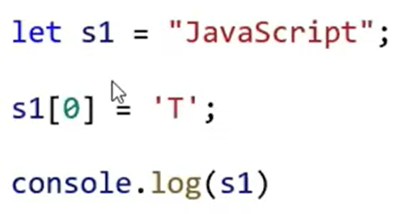 let s1 = "JavaScript";
s1[0] = 'T';
console.log(s1)